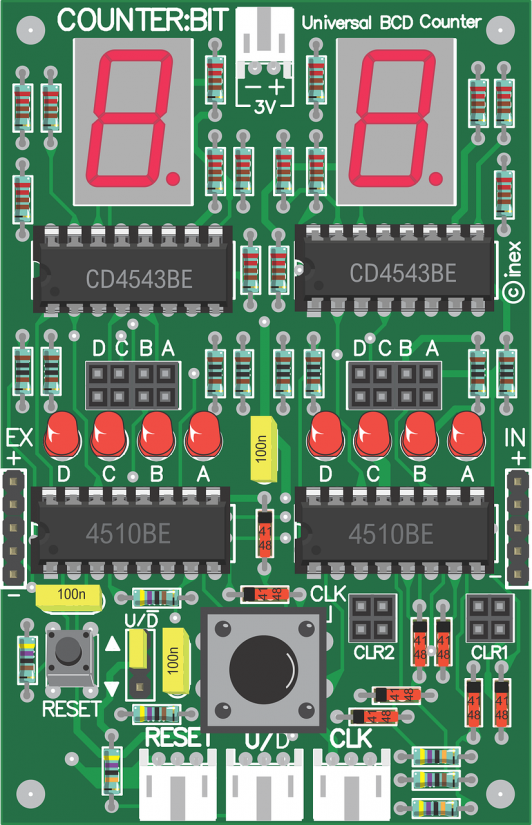 COUNTER:BIT
Universal BCD Counter
− +
3V
CD4543BE
CD4543BE
© inex
D C B A
D C B A
EX
+
IN
+
100n
D C B A
D C B A
4510BE
4510BE
41
48
−
−
100n
41 48
CLK
U/D
100n
CLR2
41
48
41
48
CLR1
RESET
41 48
41
48
41
48
41 48
RESET
U/D
CLK